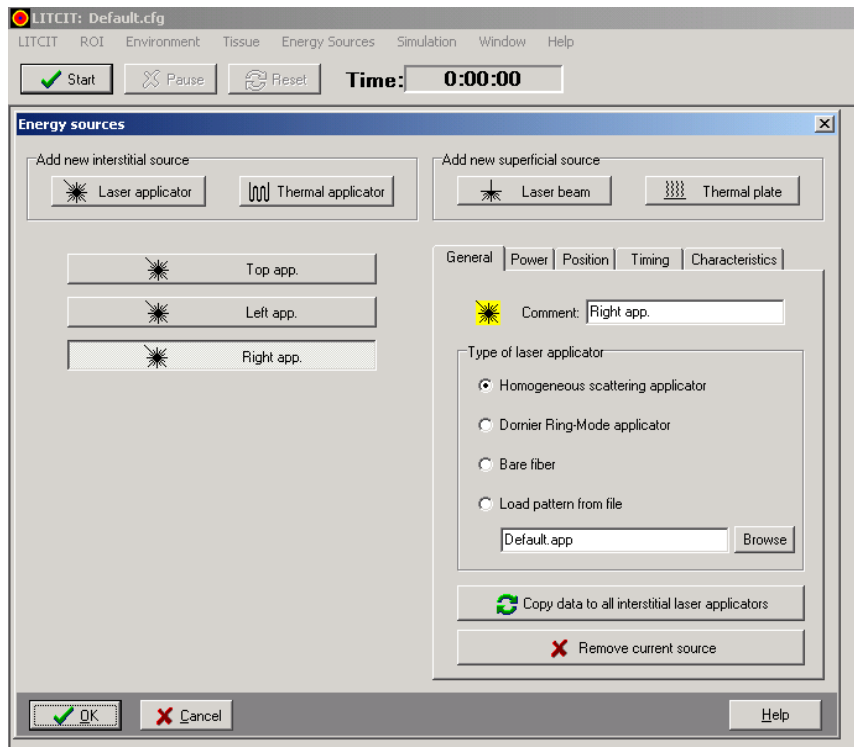 LITCIT: Default.cfg
LITCIT ROI Environment Tissue Energy Sources Simulation Window Help
Start Pause Reset Time: 0:00:00
Energy sources
Add new interstitial source
Laser applicator Thermal applicator
Add new superficial source
Laser beam Thermal plate
Top app.
Left app.
Right app.
General Power Position Timing Characteristics
Comment: Right app.
Type of laser applicator
Homogeneous scattering applicator
Dornier Ring-Mode applicator
Bare fiber
Load pattern from file
Default.app Browse
Copy data to all interstitial laser applicators
Remove current source
OK Cancel Help